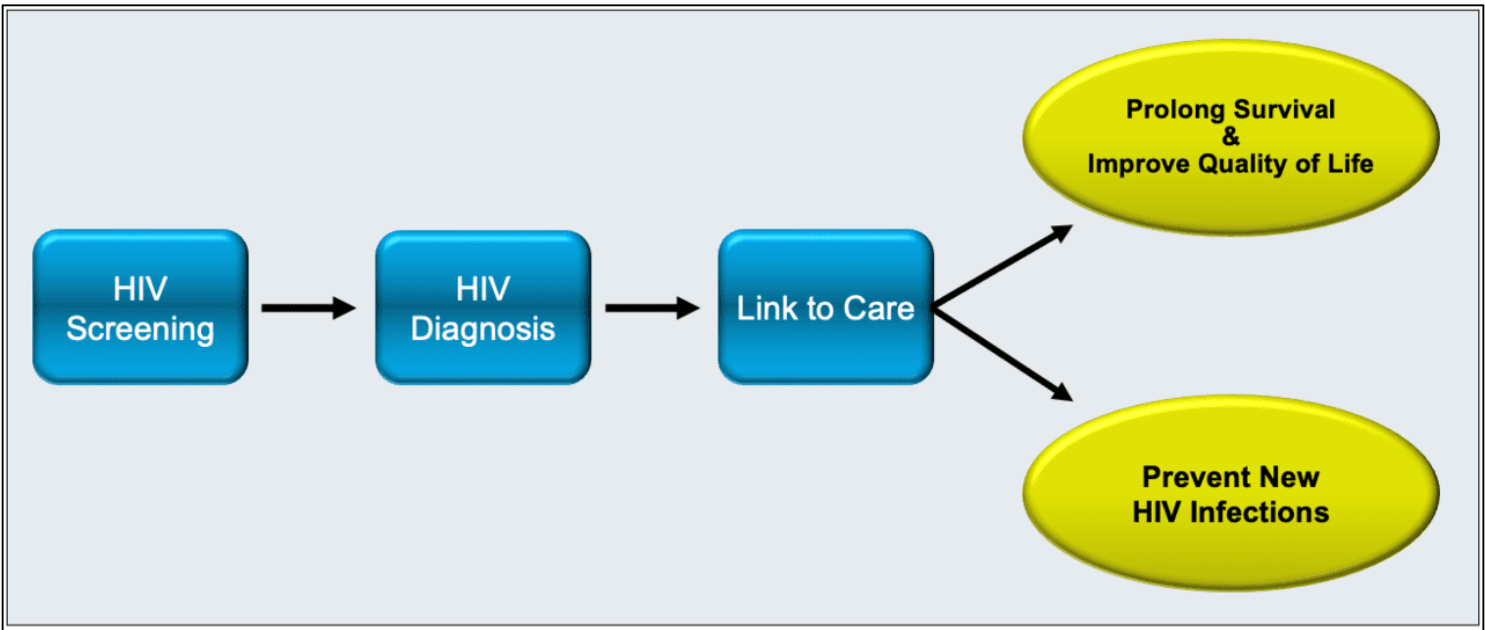 HIV
Screening
HIV
Diagnosis
Link to Care
Prolong Survival
&
Improve Quality of Life
Prevent New
HIV Infections